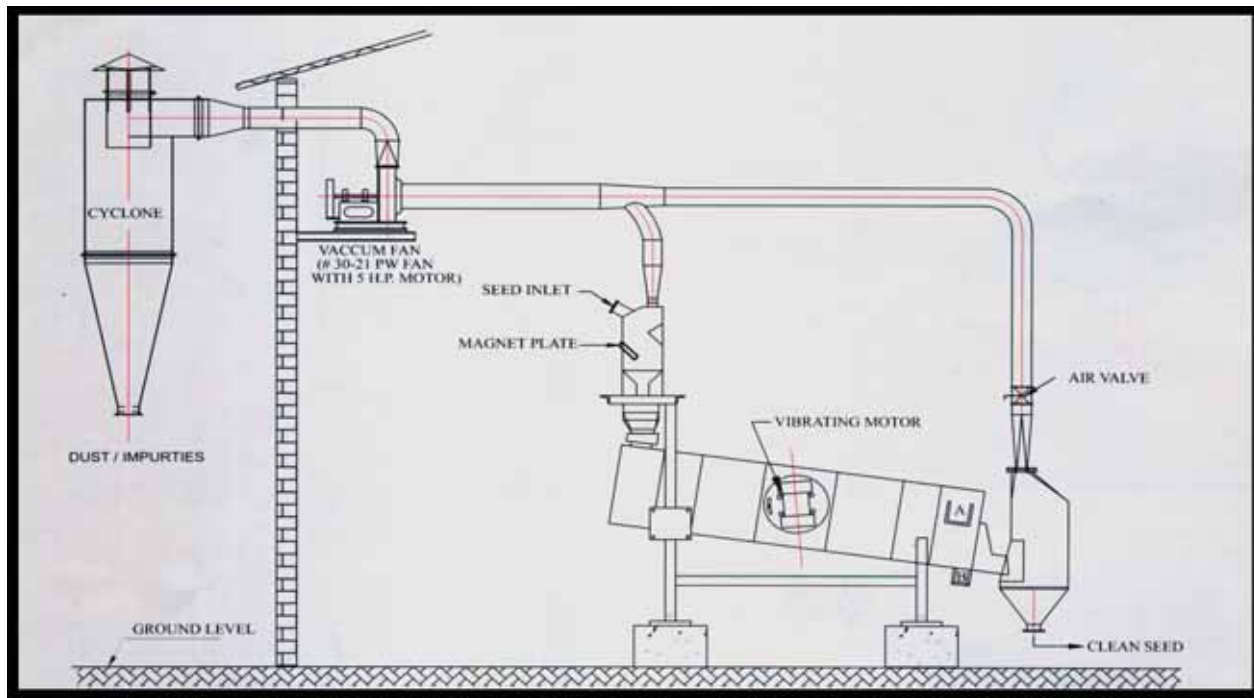 CYCLONE
VACCUM FAN
(# 30-21 PW FAN
WITH 5 H.P. MOTOR)
SEED INLET
MAGNET PLATE
AIR VALVE
VIBRATING MOTOR
DUST / IMPURTIES
A
GROUND LEVEL
CLEAN SEED